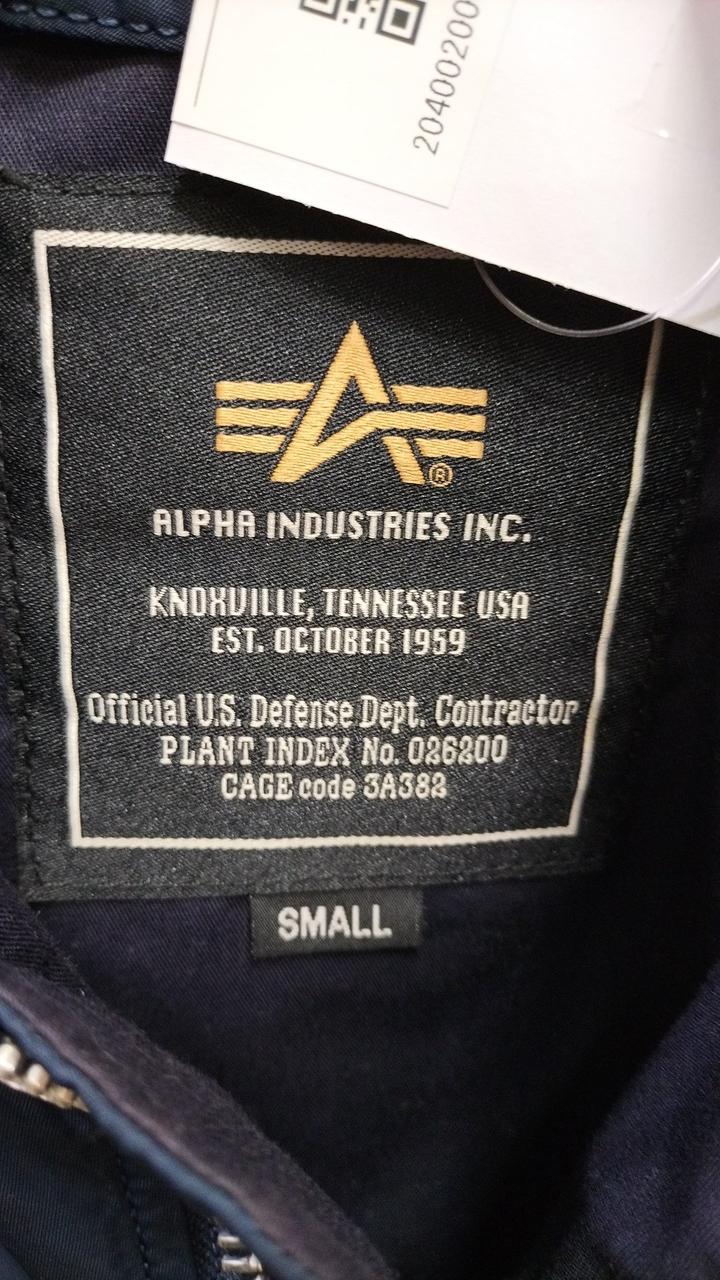 20400200
®
ALPHA INDUSTRIES INC.
KNOXVILLE, TENNESSEE USA
EST. OCTOBER 1959
Official U.S. Defense Dept. Contractor
PLANT INDEX No. 026200
CAGE code 3A382
SMALL